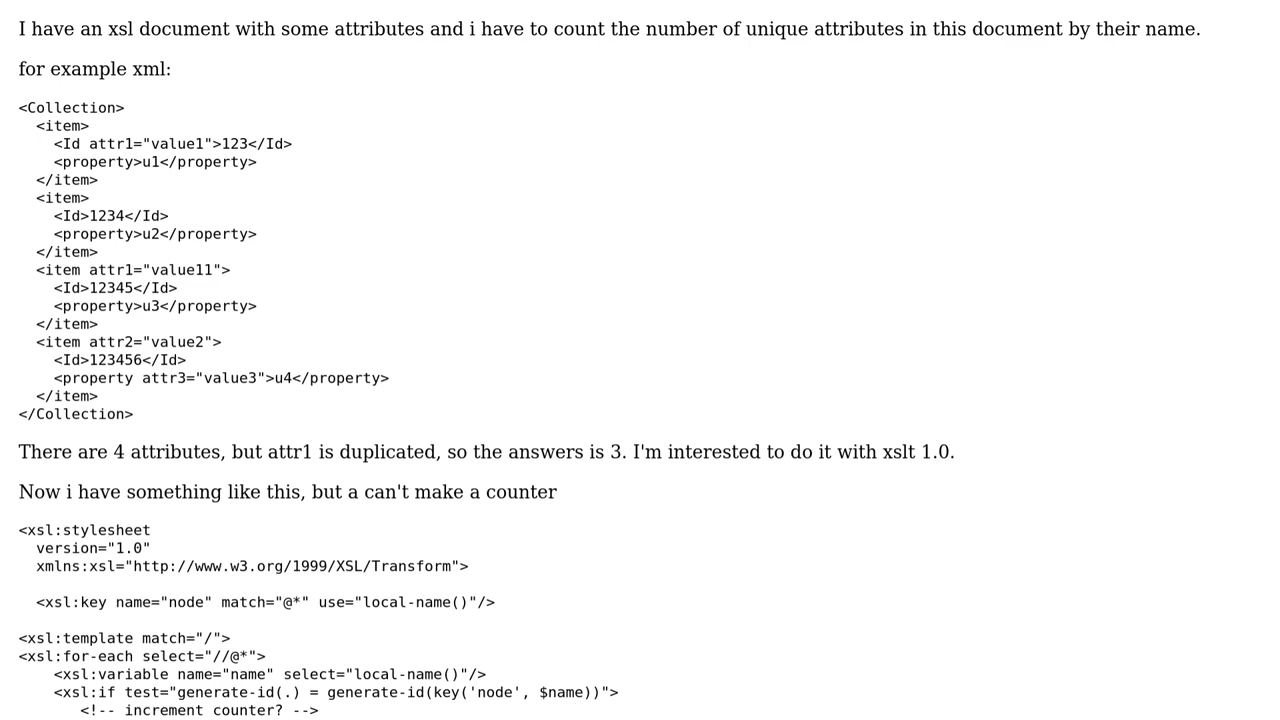 I have an xsl document with some attributes and i have to count the number of unique attributes in this document by their name.
for example xml:
<Collection>
  <item>
    <Id attr1="value1">123</Id>
    <property>u1</property>
  </item>
  <item>
    <Id>1234</Id>
    <property>u2</property>
  </item>
  <item attr1="value11">
    <Id>12345</Id>
    <property>u3</property>
  </item>
  <item attr2="value2">
    <Id>123456</Id>
    <property attr3="value3">u4</property>
  </item>
</Collection>
There are 4 attributes, but attr1 is duplicated, so the answers is 3. I'm interested to do it with xslt 1.0.
Now i have something like this, but a can't make a counter
<xsl:stylesheet
  version="1.0"
  xmlns:xsl="http://www.w3.org/1999/XSL/Transform">
  <xsl:key name="node" match="@*" use="local-name()"/>
<xsl:template match="/">
<xsl:for-each select="//@*">
    <xsl:variable name="name" select="local-name()"/>
    <xsl:if test="generate-id(.) = generate-id(key('node', $name))">
       <!-- increment counter? -->